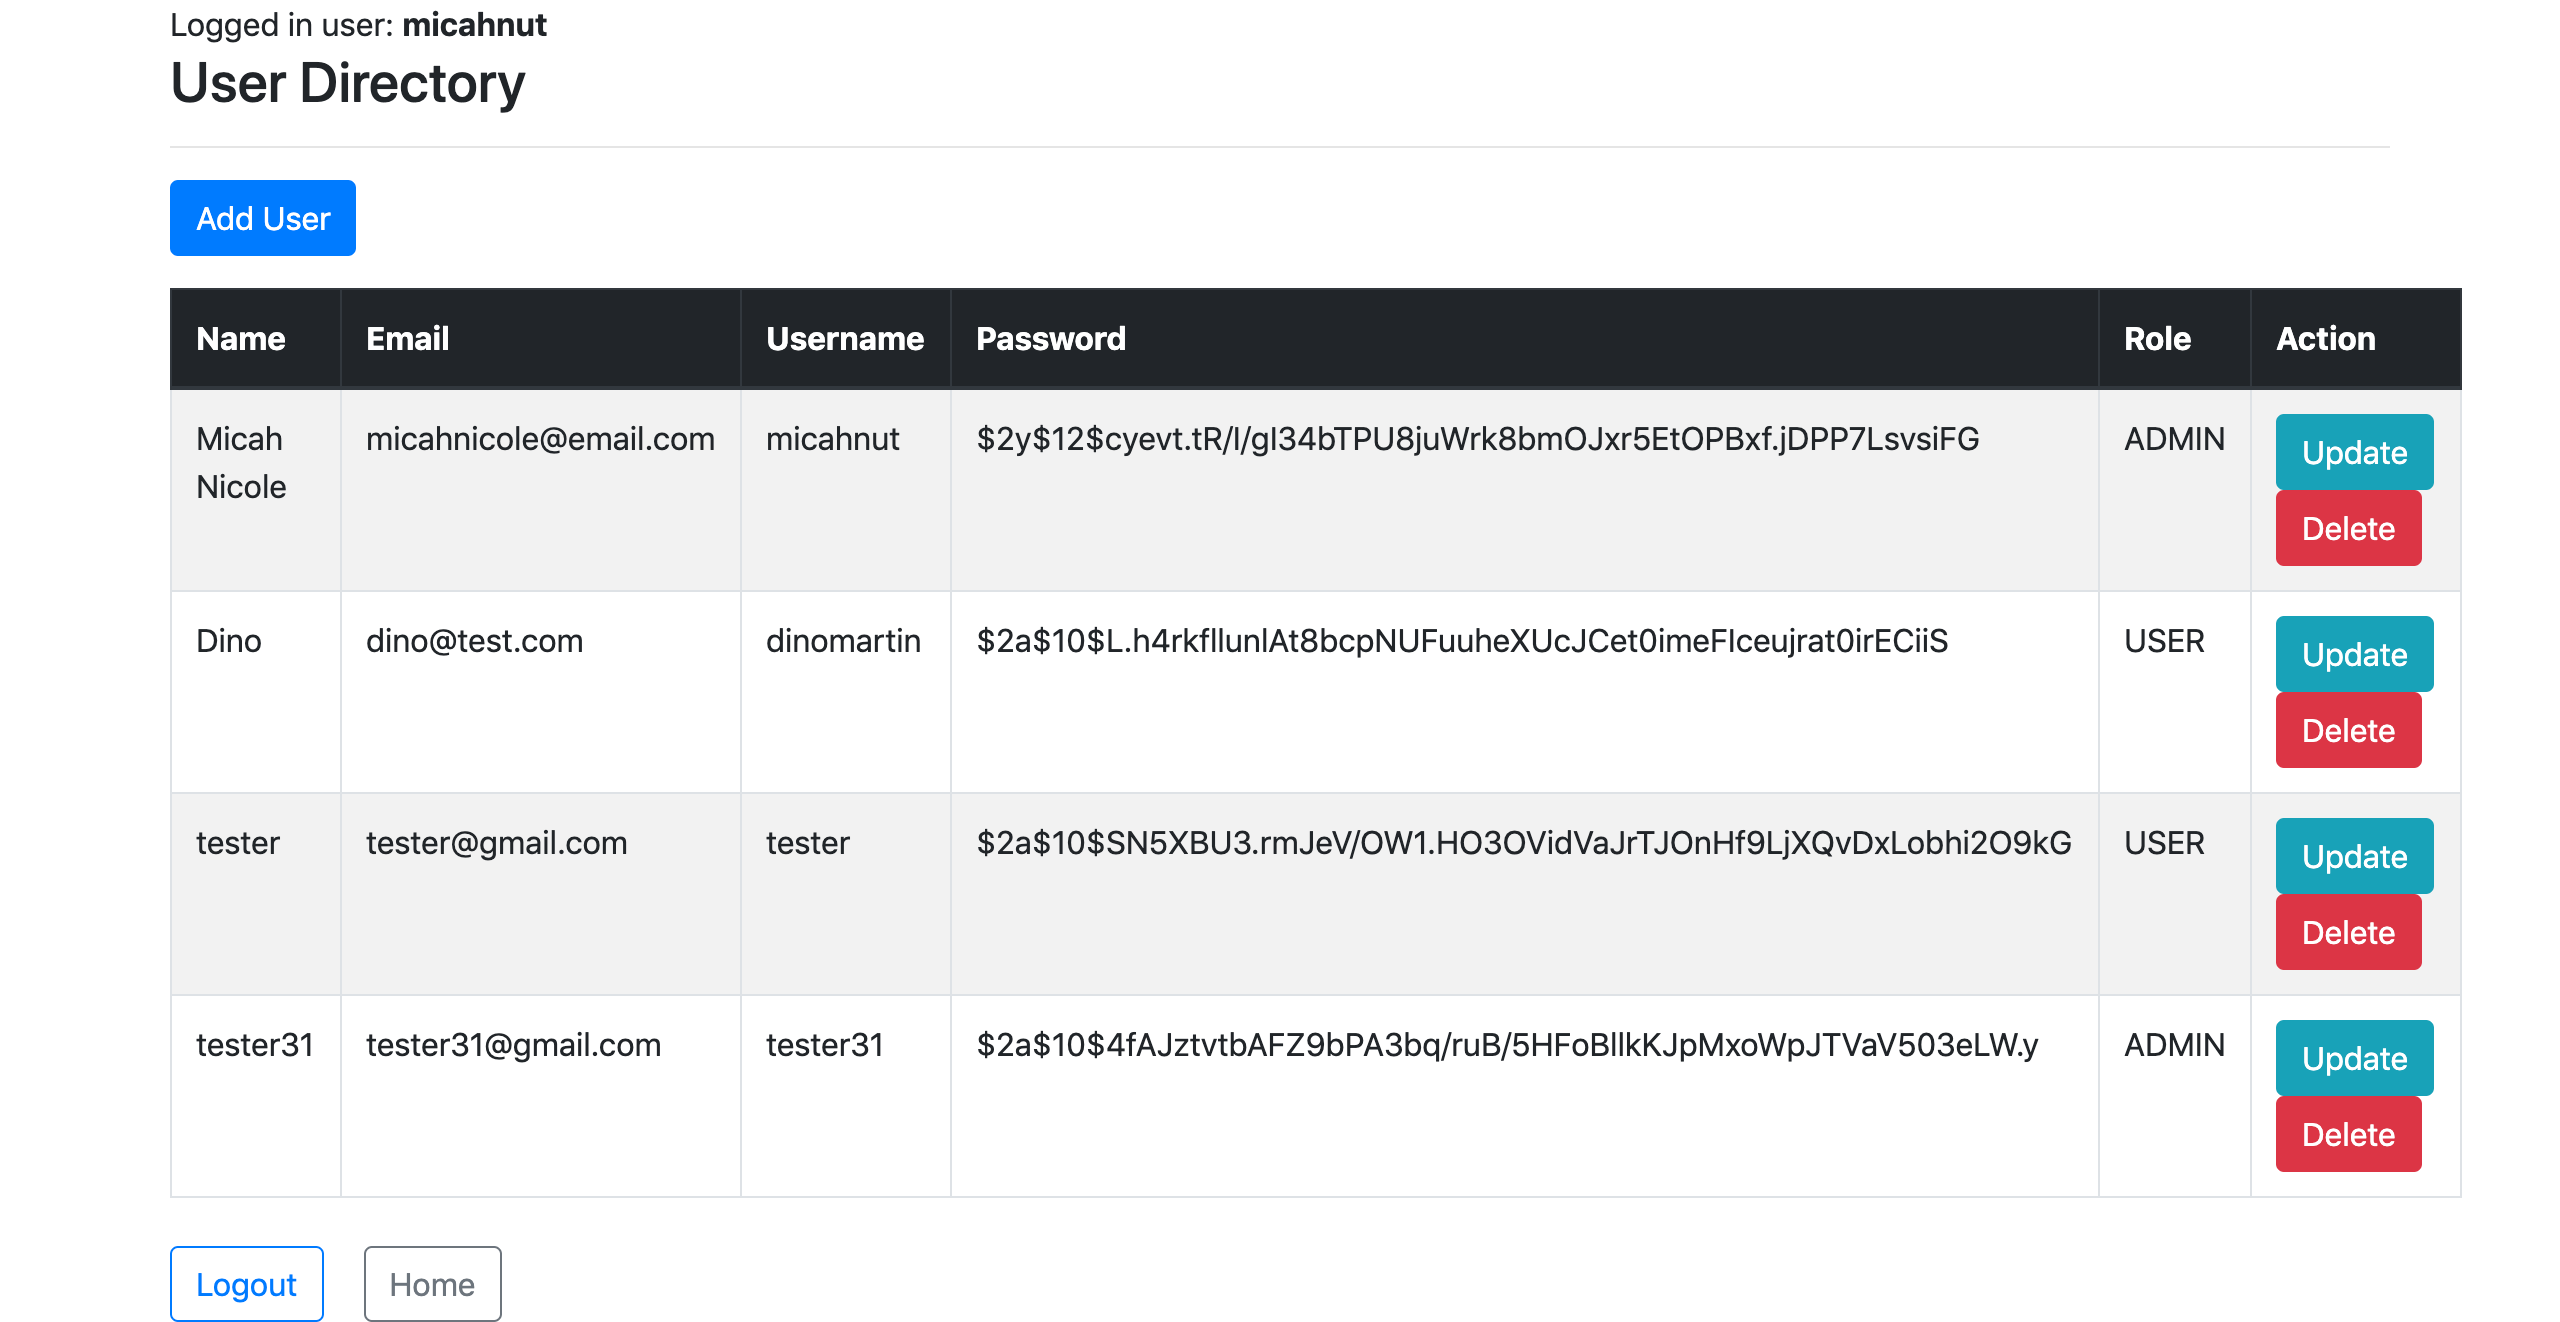 Logged in user: micahnut
User Directory
Add User
Name Email Username Password Role Action
Micah Nicole micahnicole@email.com micahnut $2y$12$cyevt.tR/I/gI34bTPU8juWrk8bmOJxr5EtOPBxf.jDPP7LsvsiFG ADMIN Update
Delete
Dino dino@test.com dinomartin $2a$10$L.h4rkfllunlAt8bcpNUFuuheXUcJCet0imeFIceujrat0irECiiS USER Update
Delete
tester tester@gmail.com tester $2a$10$SN5XBU3.rmJeV/OW1.HO3OVidVaJrTJOnHf9LjXQvDxLobhi2O9kG USER Update
Delete
tester31 tester31@gmail.com tester31 $2a$10$4fAJztvtbAFZ9bPA3bq/ruB/5HFoBllkKJpMxoWpJTVaV503eLW.y ADMIN Update
Delete
Logout Home